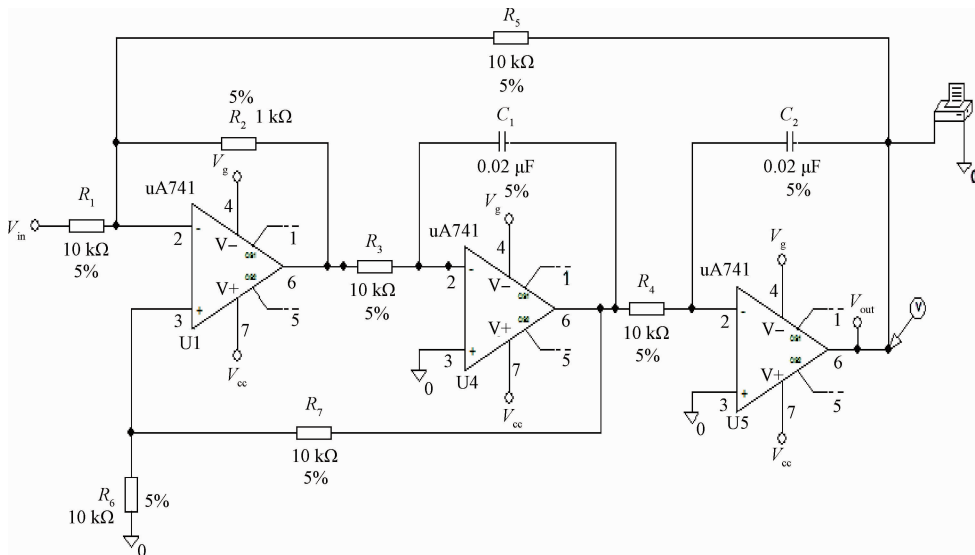 R5
10 kΩ
5%
5%
R2 1 kΩ
C1
0.02 µF
5%
C2
0.02 µF
5%
0
Vg
uA741
4
R1
Vin
10 kΩ
5%
2
-
V−
1
6
V+
+
3
5
U1
7
Vcc
R3
10 kΩ
5%
Vg
uA741
4
2
-
V−
1
6
V+
+
3
5
0
U4
7
Vcc
R4
10 kΩ
5%
Vg
uA741
4
2
-
V−
1
Vout
V
6
V+
+
3
5
0
U5
7
Vcc
R7
10 kΩ
5%
R6
10 kΩ
5%
0